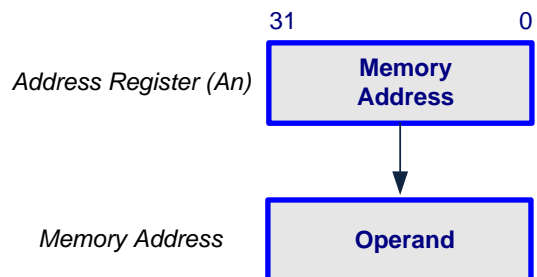 31 0
Address Register (An)
Memory
Address
Memory Address
Operand